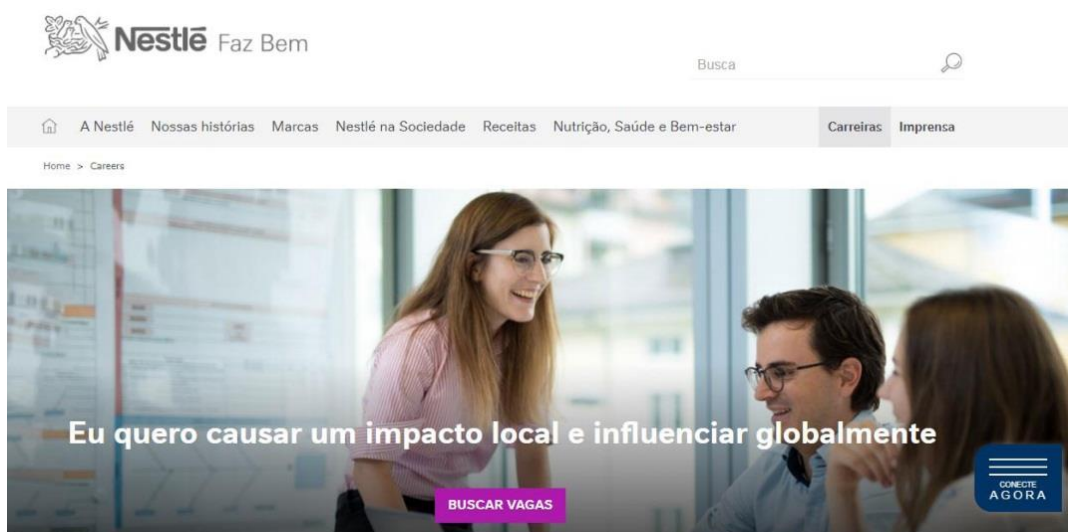 Nestlé Faz Bem
Busca
A Nestlé Nossas histórias Marcas Nestlé na Sociedade Receitas Nutrição, Saúde e Bem-estar Carreiras Imprensa
Home > Careers
Eu quero causar um impacto local e influenciar globalmente
BUSCAR VAGAS
CONECTE
AGORA